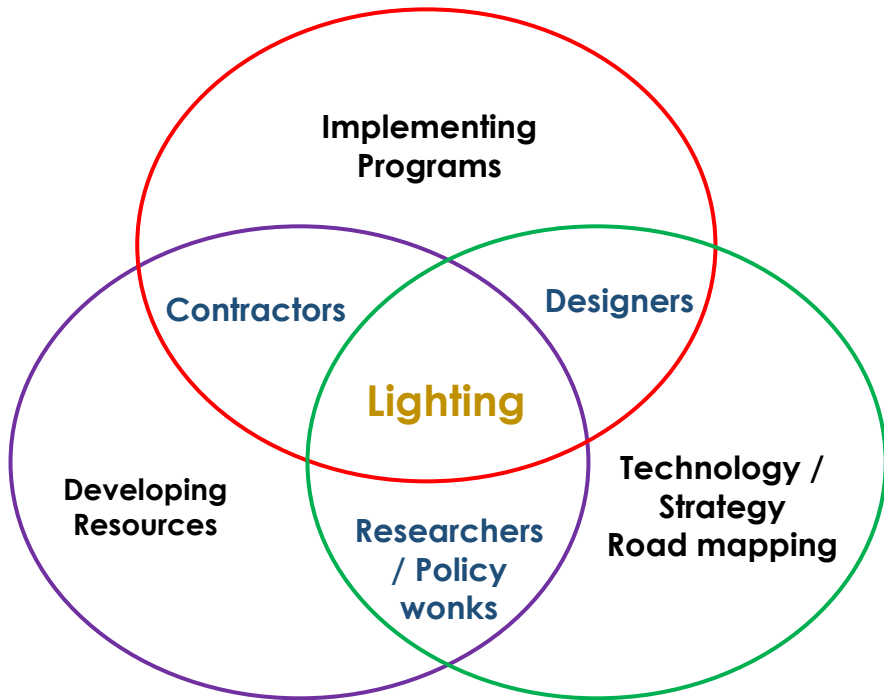 Implementing
Programs
Contractors
Designers
Lighting
Developing
Resources
Technology /
Strategy
Road mapping
Researchers
/ Policy
wonks